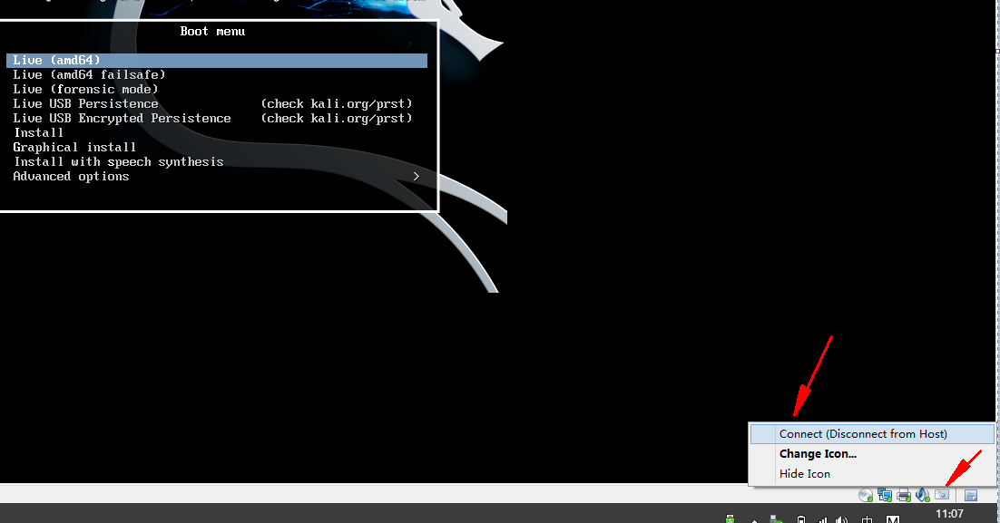 Boot menu
Live (amd64)
Live (amd64 failsafe)
Live (forensic mode)
Live USB Persistence (check kali.org/prst)
Live USB Encrypted Persistence (check kali.org/prst)
Install
Graphical install
Install with speech synthesis
Advanced options >
Connect (Disconnect from Host)
Change Icon...
Hide Icon
中 M 11:07